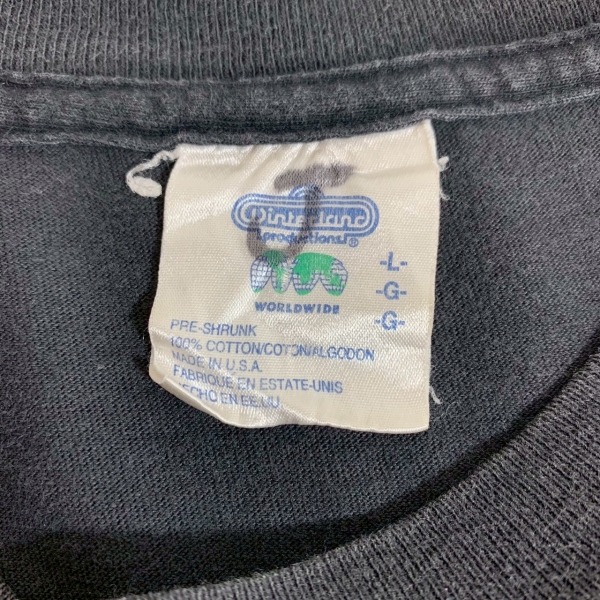 J
Winterland
productions
®
WORLDWIDE
-L-
-G-
-G-
PRE-SHRUNK
100% COTTON/COTON/ALGODON
MADE IN U.S.A.
FABRIQUE EN ESTATE-UNIS
HECHO EN EE.UU.